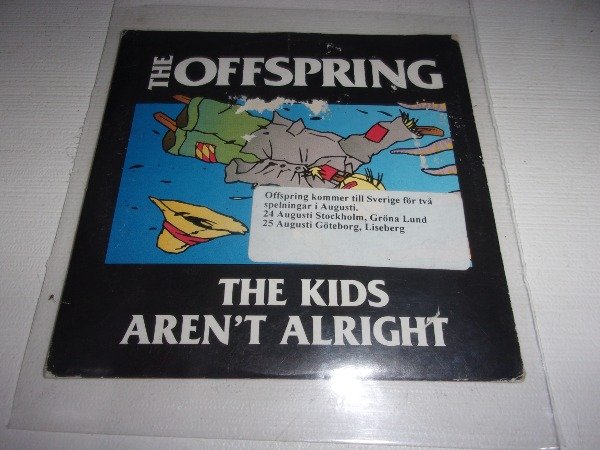 THE OFFSPRING
Offspring kommer till Sverige för två
spelningar i Augusti.
24 Augusti Stockholm, Gröna Lund
25 Augusti Göteborg, Liseberg
THE KIDS
AREN'T ALRIGHT